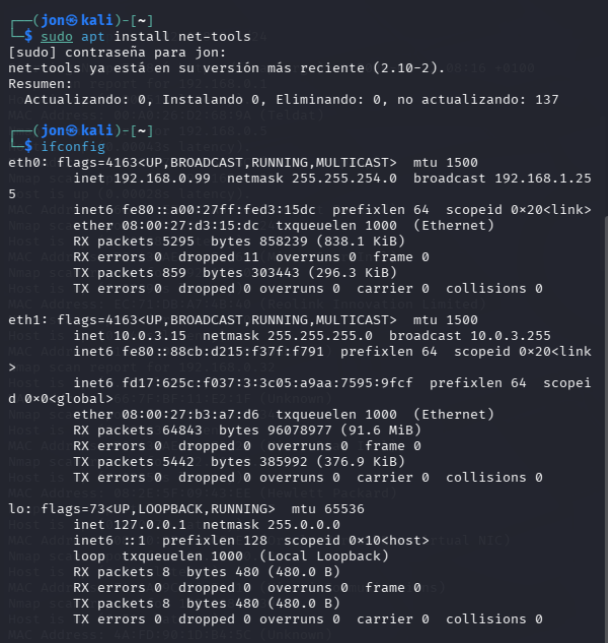 ┌──(jon㉿kali)-[~]
└─$ sudo apt install net-tools
[sudo] contraseña para jon:
net-tools ya está en su versión más reciente (2.10-2).
Resumen:
  Actualizando: 0, Instalando 0, Eliminando: 0, no actualizando: 137
┌──(jon㉿kali)-[~]
└─$ ifconfig
eth0: flags=4163<UP,BROADCAST,RUNNING,MULTICAST>  mtu 1500
        inet 192.168.0.99  netmask 255.255.254.0  broadcast 192.168.1.25
5
        inet6 fe80::a00:27ff:fed3:15dc  prefixlen 64  scopeid 0×20<link>
        ether 08:00:27:d3:15:dc  txqueuelen 1000  (Ethernet)
        RX packets 5295  bytes 858239 (838.1 KiB)
        RX errors 0  dropped 11  overruns 0  frame 0
        TX packets 859  bytes 303443 (296.3 KiB)
        TX errors 0  dropped 0 overruns 0  carrier 0  collisions 0
eth1: flags=4163<UP,BROADCAST,RUNNING,MULTICAST>  mtu 1500
        inet 10.0.3.15  netmask 255.255.255.0  broadcast 10.0.3.255
        inet6 fe80::88cb:d215:f37f:f791  prefixlen 64  scopeid 0×20<link
>
        inet6 fd17:625c:f037:3:3c05:a9aa:7595:9fcf  prefixlen 64  scopei
d 0×0<global>
        ether 08:00:27:b3:a7:d6  txqueuelen 1000  (Ethernet)
        RX packets 64843  bytes 96078977 (91.6 MiB)
        RX errors 0  dropped 0  overruns 0  frame 0
        TX packets 5442  bytes 385992 (376.9 KiB)
        TX errors 0  dropped 0 overruns 0  carrier 0  collisions 0
lo: flags=73<UP,LOOPBACK,RUNNING>  mtu 65536
        inet 127.0.0.1  netmask 255.0.0.0
        inet6 ::1  prefixlen 128  scopeid 0×10<host>
        loop  txqueuelen 1000  (Local Loopback)
        RX packets 8  bytes 480 (480.0 B)
        RX errors 0  dropped 0  overruns 0  frame 0
        TX packets 8  bytes 480 (480.0 B)
        TX errors 0  dropped 0 overruns 0  carrier 0  collisions 0